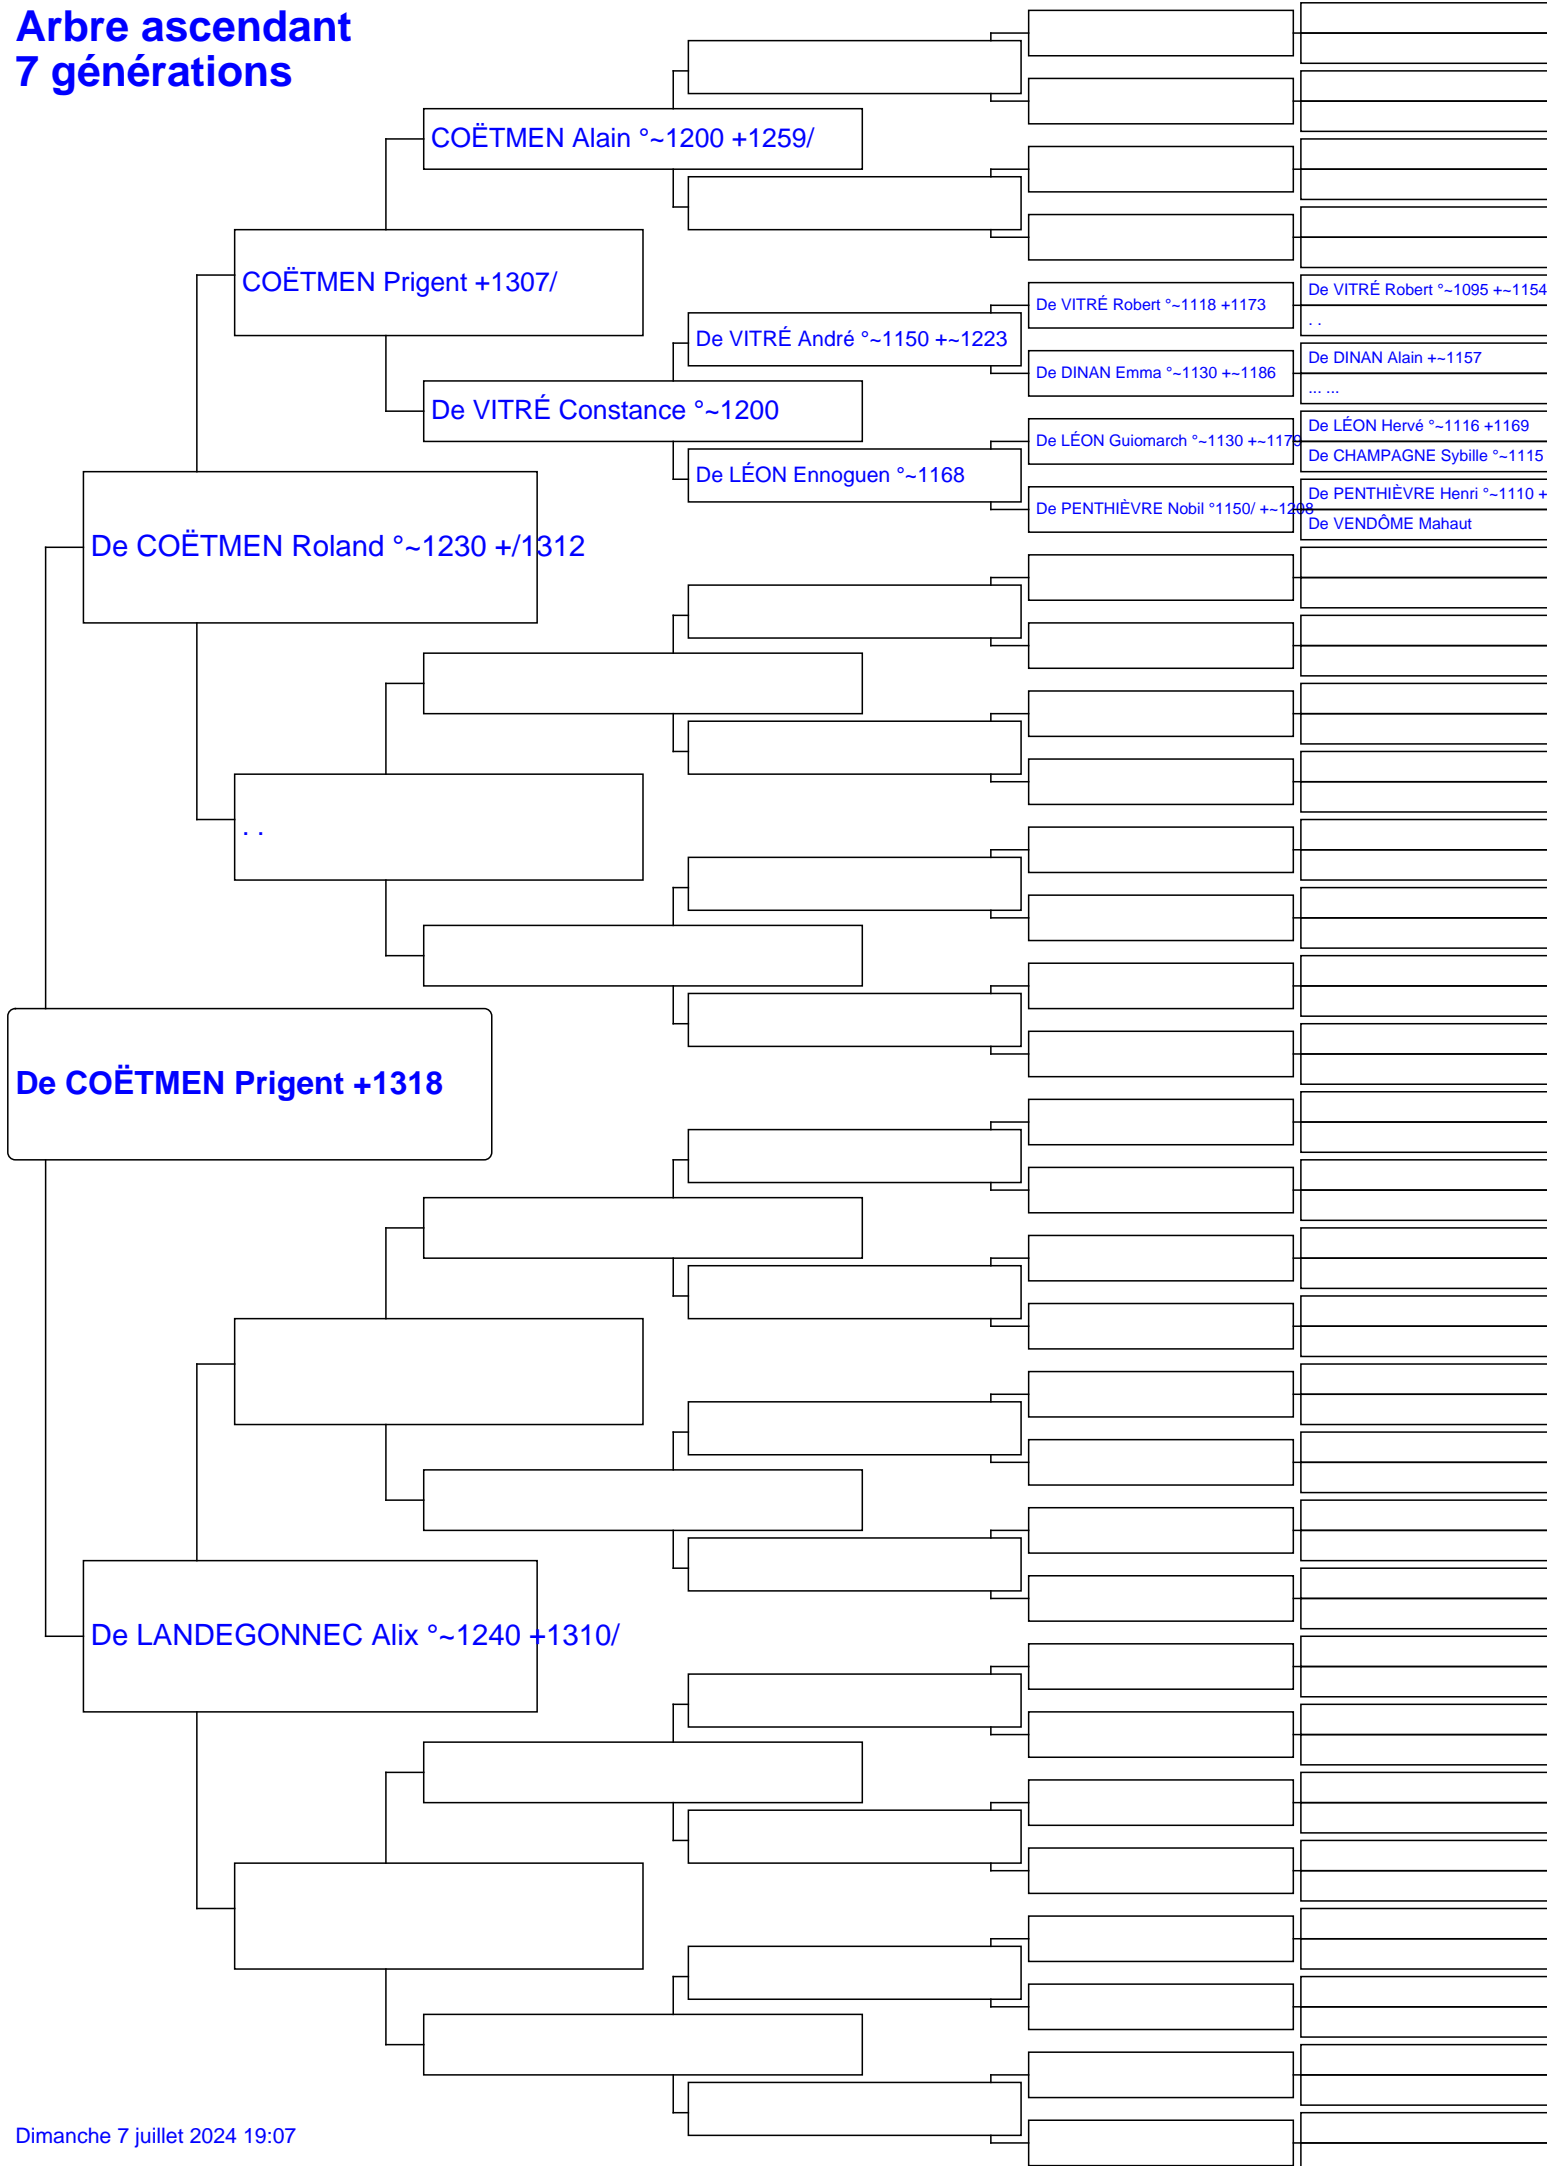 Arbre ascendant
7 générations
COËTMEN Alain °~1200 +1259/
COËTMEN Prigent +1307/
De VITRÉ Robert °~1095 +~1154
De VITRÉ Robert °~1118 +1173
. .
De VITRÉ André °~1150 +~1223
De DINAN Alain +~1157
De DINAN Emma °~1130 +~1186
... ...
De VITRÉ Constance °~1200
De LÉON Hervé °~1116 +1169
De LÉON Guiomarch °~1130 +~1179
De CHAMPAGNE Sybille °~1115
De LÉON Ennoguen °~1168
De PENTHIÈVRE Henri °~1110 +
De PENTHIÈVRE Nobil °1150/ +~1208
De VENDÔME Mahaut
De COËTMEN Roland °~1230 +/1312
. .
De COËTMEN Prigent +1318
De LANDEGONNEC Alix °~1240 +1310/
Dimanche 7 juillet 2024 19:07